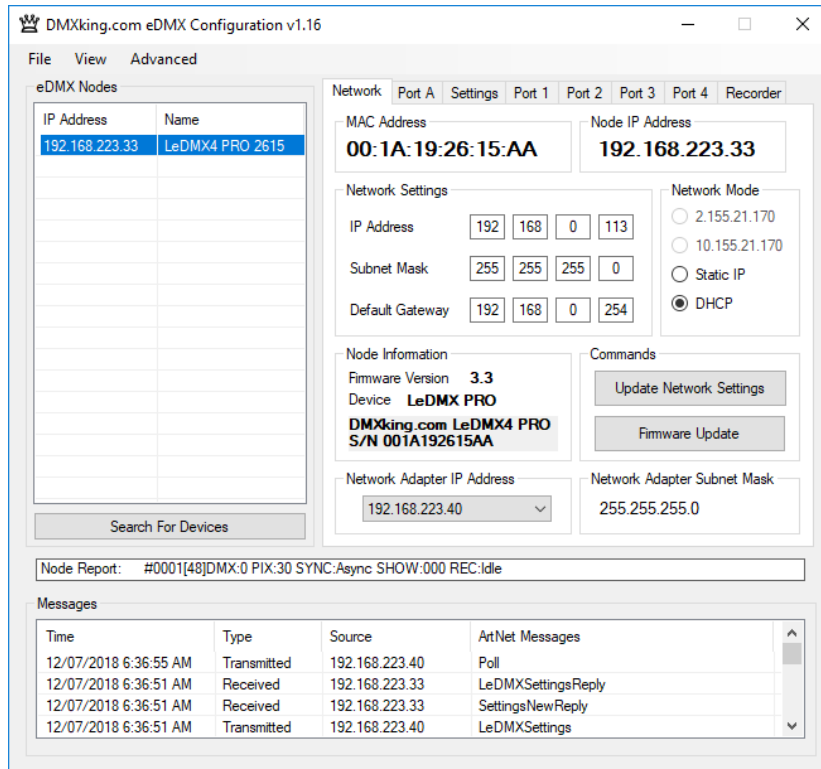 DMXking.com eDMX Configuration v1.16
File View Advanced
eDMX Nodes
IP Address Name
192.168.223.33 LeDMX4 PRO 2615
Search For Devices
Network Port A Settings Port 1 Port 2 Port 3 Port 4 Recorder
MAC Address
00:1A:19:26:15:AA
Node IP Address
192.168.223.33
Network Settings
IP Address 192 168 0 113
Subnet Mask 255 255 255 0
Default Gateway 192 168 0 254
Network Mode
2.155.21.170
10.155.21.170
Static IP
DHCP
Node Information
Firmware Version 3.3
Device LeDMX PRO
DMXking.com LeDMX4 PRO
S/N 001A192615AA
Commands
Update Network Settings
Firmware Update
Network Adapter IP Address
192.168.223.40
Network Adapter Subnet Mask
255.255.255.0
Node Report: #0001[48]DMX:0 PIX:30 SYNC:Async SHOW:000 REC:Idle
Messages
Time Type Source ArtNet Messages
12/07/2018 6:36:55 AM Transmitted 192.168.223.40 Poll
12/07/2018 6:36:51 AM Received 192.168.223.33 LeDMXSettingsReply
12/07/2018 6:36:51 AM Received 192.168.223.33 SettingsNewReply
12/07/2018 6:36:51 AM Transmitted 192.168.223.40 LeDMXSettings